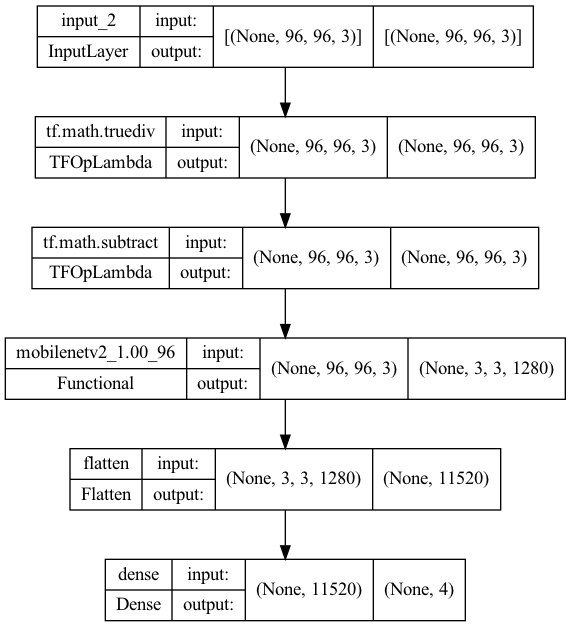 input_2 input: [(None, 96, 96, 3)] [(None, 96, 96, 3)]
InputLayer output:
tf.math.truediv input: (None, 96, 96, 3) (None, 96, 96, 3)
TFOpLambda output:
tf.math.subtract input: (None, 96, 96, 3) (None, 96, 96, 3)
TFOpLambda output:
mobilenetv2_1.00_96 input: (None, 96, 96, 3) (None, 3, 3, 1280)
Functional output:
flatten input: (None, 3, 3, 1280) (None, 11520)
Flatten output:
dense input: (None, 11520) (None, 4)
Dense output: